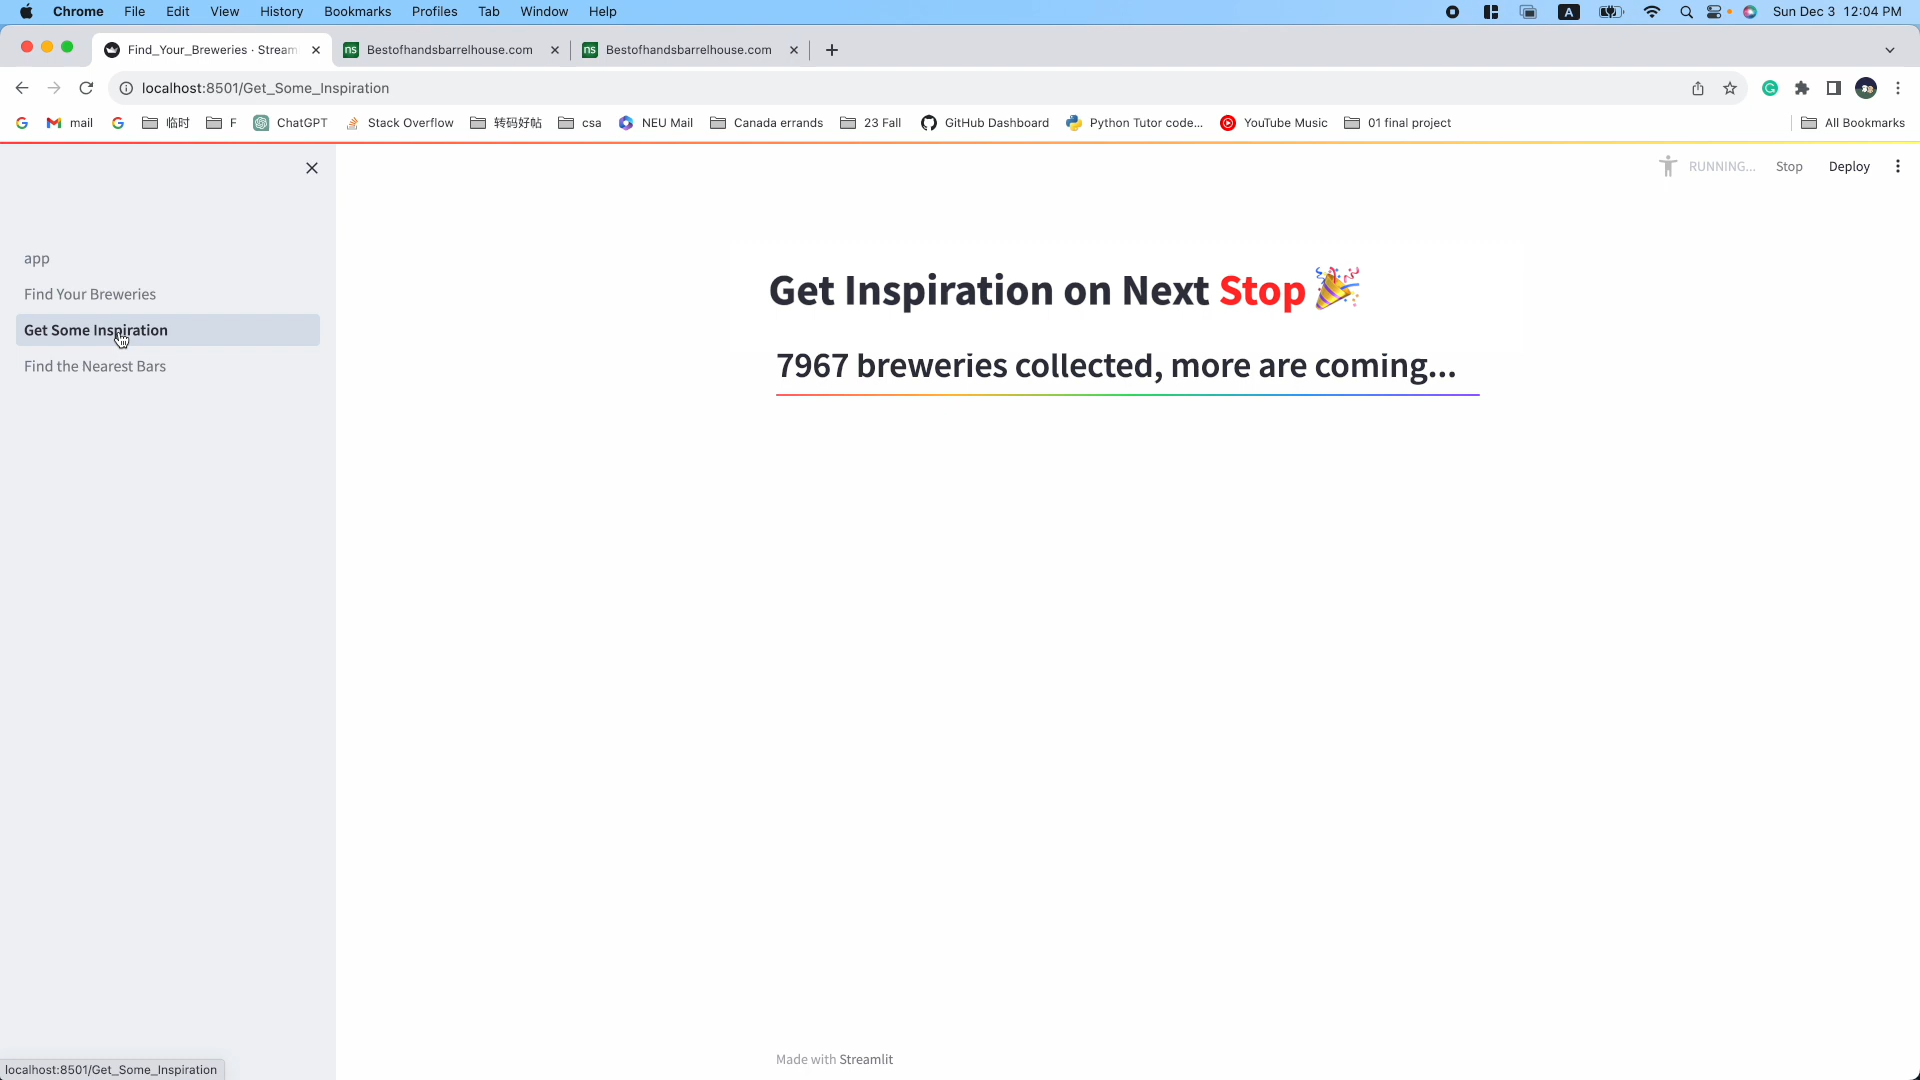 Chrome File Edit View History Bookmarks Profiles Tab Window Help A Sun Dec 3 12:04 PM
Find_Your_Breweries · Stream Bestofhandsbarrelhouse.com Bestofhandsbarrelhouse.com
localhost:8501/Get_Some_Inspiration
mail 临时 F ChatGPT Stack Overflow 转码好帖 csa NEU Mail Canada errands 23 Fall GitHub Dashboard Python Tutor code... YouTube Music 01 final project All Bookmarks
RUNNING... Stop Deploy
app
Find Your Breweries
Get Some Inspiration
Find the Nearest Bars
Get Inspiration on Next Stop 🎉
7967 breweries collected, more are coming...
Made with Streamlit
localhost:8501/Get_Some_Inspiration